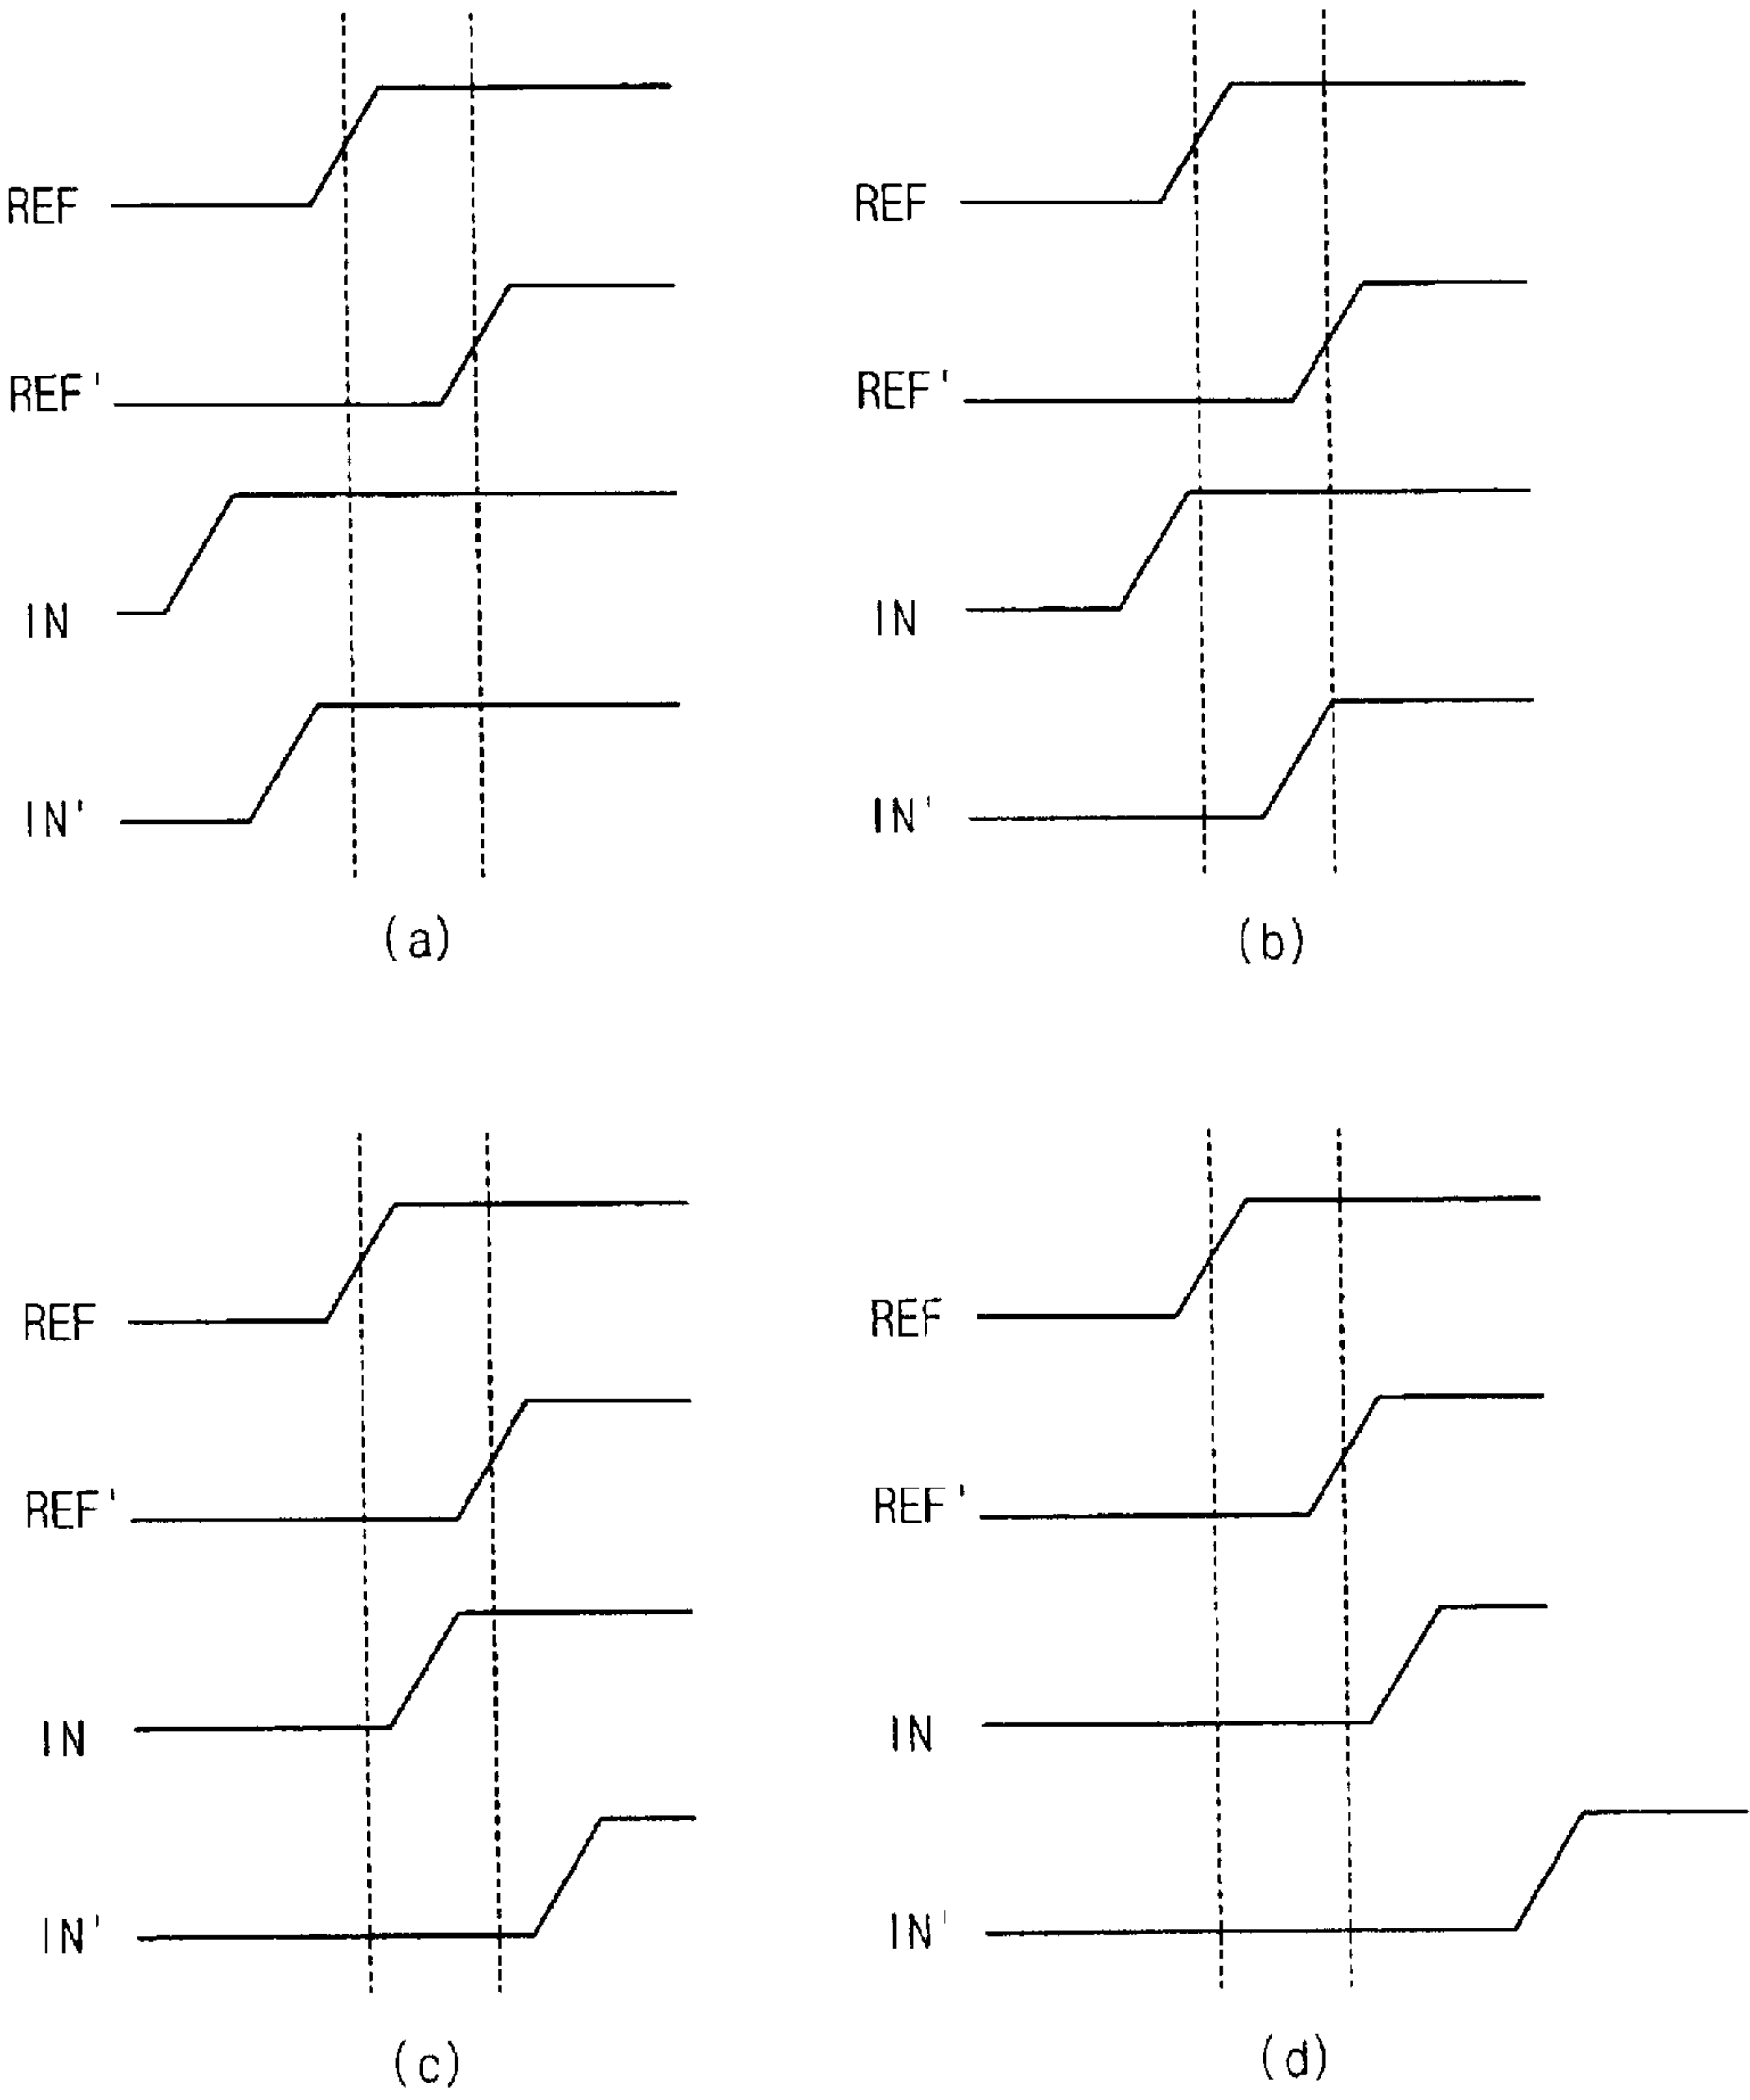 REF
REF'
IN
IN'
(a)
REF
REF'
IN
IN'
(b)
REF
REF'
IN
IN'
(c)
REF
REF'
IN
IN'
(d)